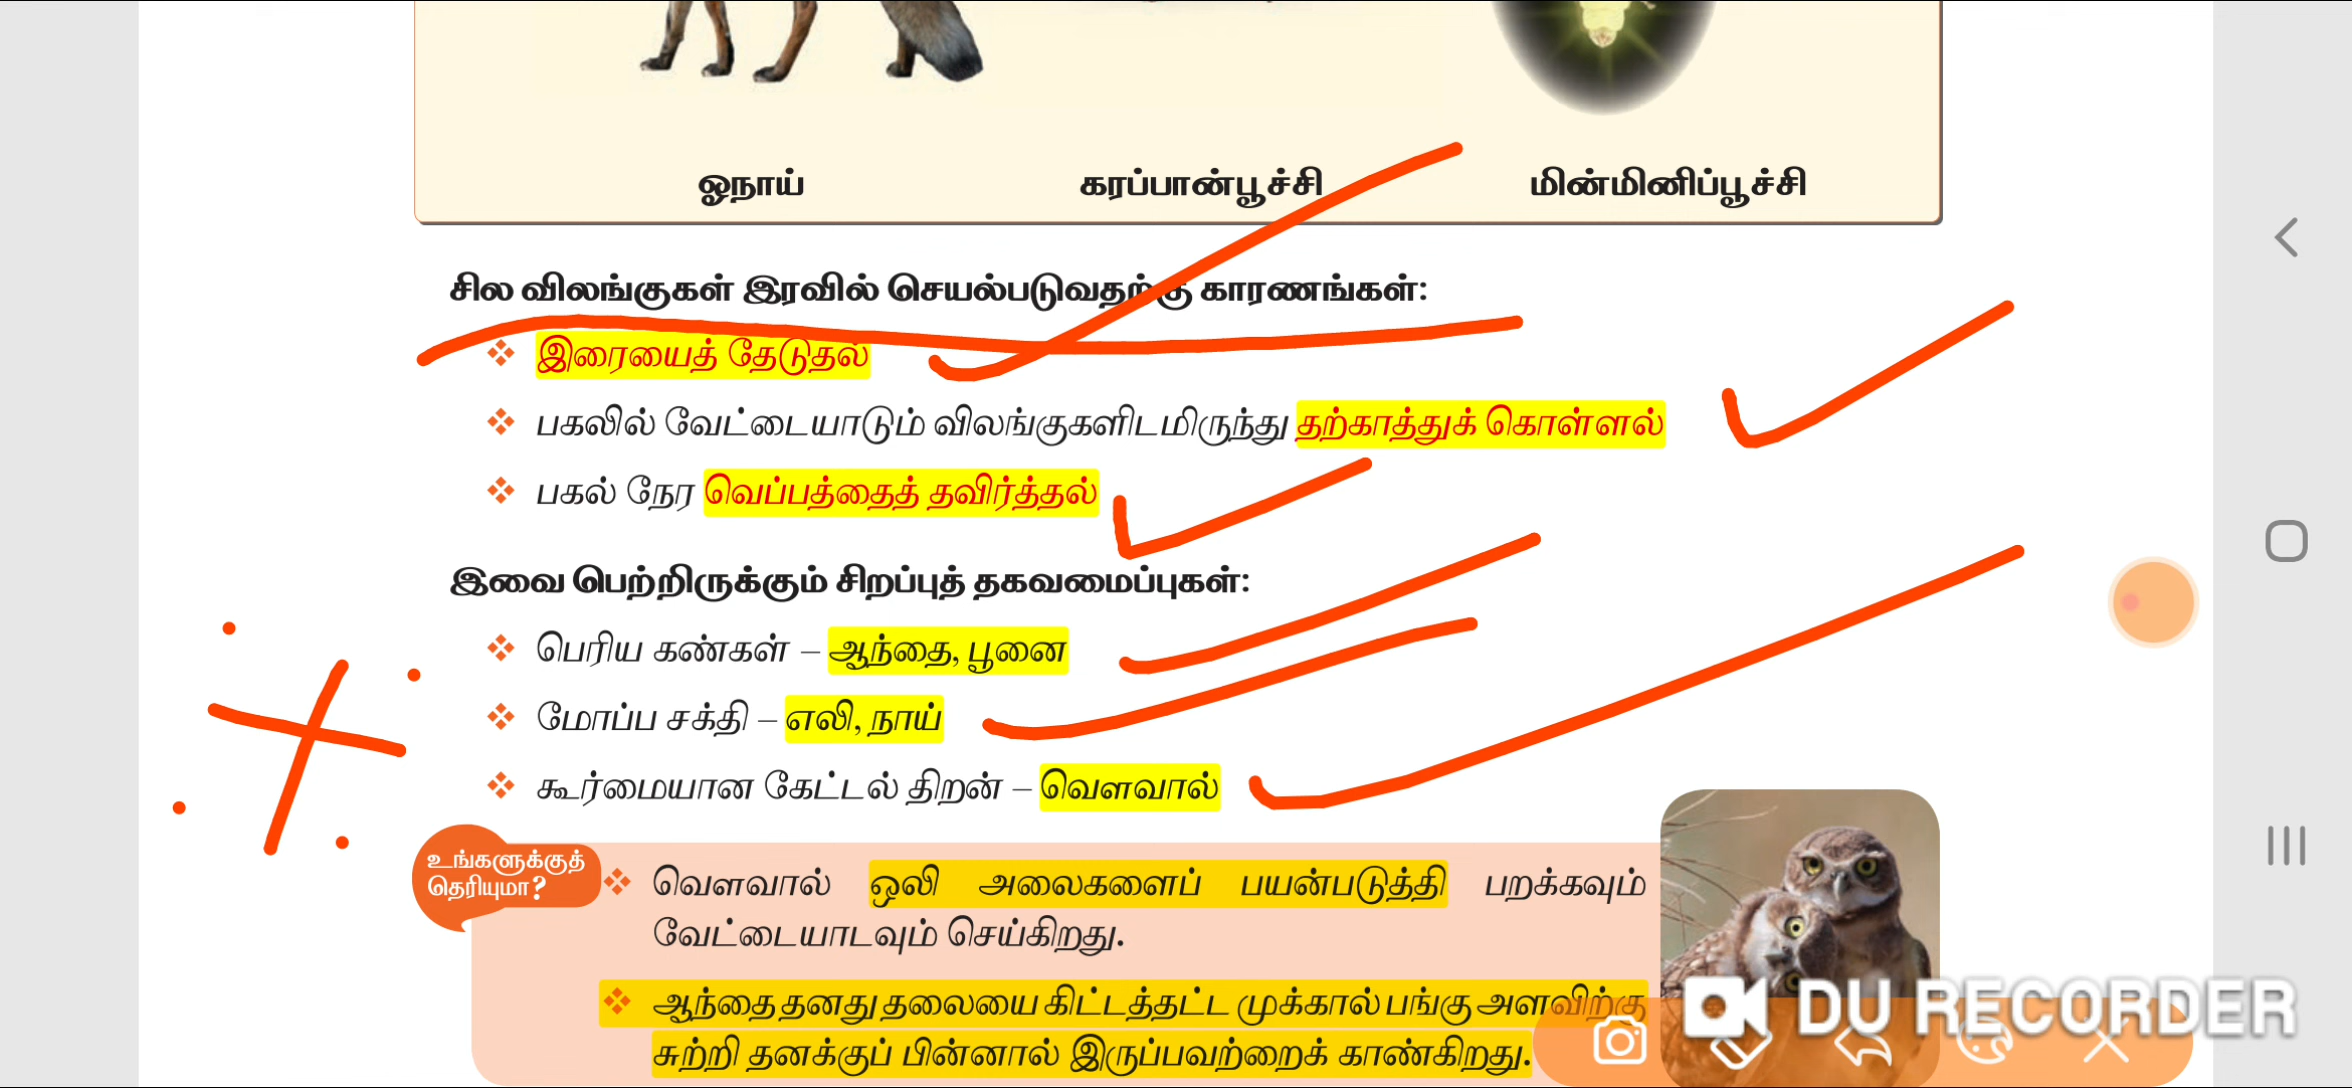 ஓநாய் கரப்பான்பூச்சி மின்மினிப்பூச்சி
சில விலங்குகள் இரவில் செயல்படுவதற்கு காரணங்கள்:
இரையைத் தேடுதல்
பகலில் வேட்டையாடும் விலங்குகளிடமிருந்து தற்காத்துக் கொள்ளல்
பகல் நேர வெப்பத்தைத் தவிர்த்தல்
இவை பெற்றிருக்கும் சிறப்புத் தகவமைப்புகள்:
பெரிய கண்கள் – ஆந்தை, பூனை
மோப்ப சக்தி – எலி, நாய்
கூர்மையான கேட்டல் திறன் – வௌவால்
உங்களுக்குத்
தெரியுமா?
வௌவால் ஒலி அலைகளைப் பயன்படுத்தி பறக்கவும்
வேட்டையாடவும் செய்கிறது.
ஆந்தை தனது தலையை கிட்டத்தட்ட முக்கால் பங்கு அளவிற்கு
சுற்றி தனக்குப் பின்னால் இருப்பவற்றைக் காண்கிறது.
DU RECORDER